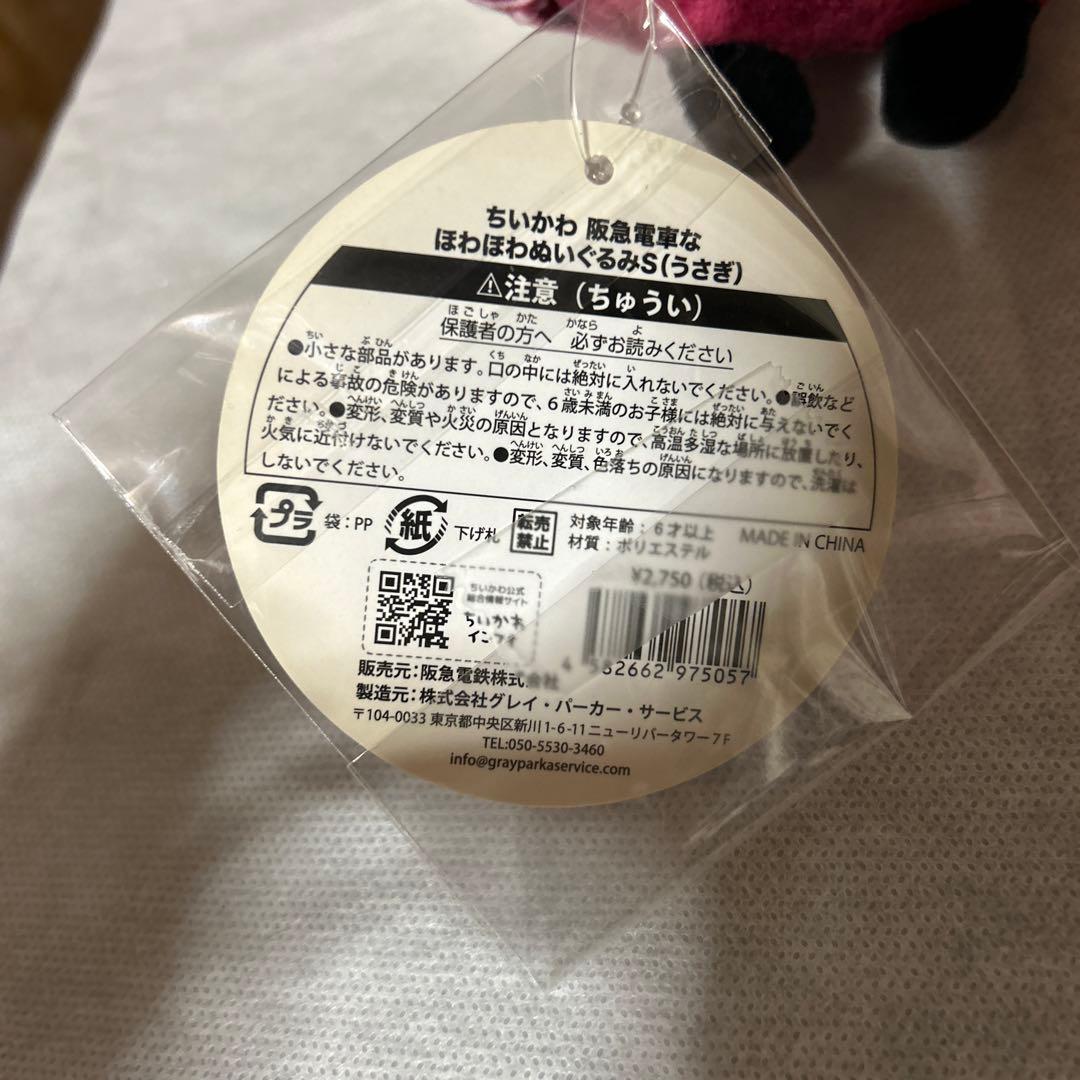 ちいかわ 阪急電車な
ほわほわぬいぐるみS(うさぎ)
⚠注意(ちゅうい)
保護者の方へ 必ずお読みください
●小さな部品があります。口の中には絶対に入れないでください。●誤飲など
による事故の危険がありますので、6歳未満のお子様には絶対に与えないでく
ださい。●変形、変質や火災の原因となりますので、高温多湿な場所に放置したり、
火気に近付けないでください。●変形、変質、色落ちの原因になりますので、洗濯は
しないでください。
プラ 袋:PP 紙 下げ札 転売禁止 対象年齢:6才以上 MADE IN CHINA
材質:ポリエステル
¥2,750(税込)
ちいかわ公式
総合情報サイト
ちいかわ
インフォ
2662 975057
販売元:阪急電鉄株式会社
製造元:株式会社グレイ・パーカー・サービス
〒104-0033 東京都中央区新川1-6-11ニューリバータワー7F
TEL:050-5530-3460
info@grayparkaservice.com